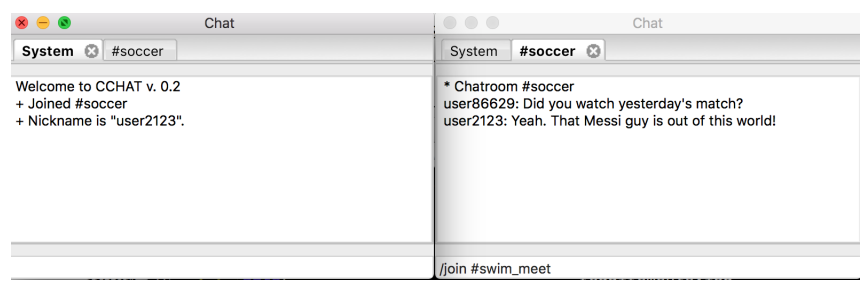 Chat
System #soccer
Welcome to CCHAT v. 0.2
+ Joined #soccer
+ Nickname is "user2123".
Chat
System #soccer
* Chatroom #soccer
user86629: Did you watch yesterday's match?
user2123: Yeah. That Messi guy is out of this world!
/join #swim_meet